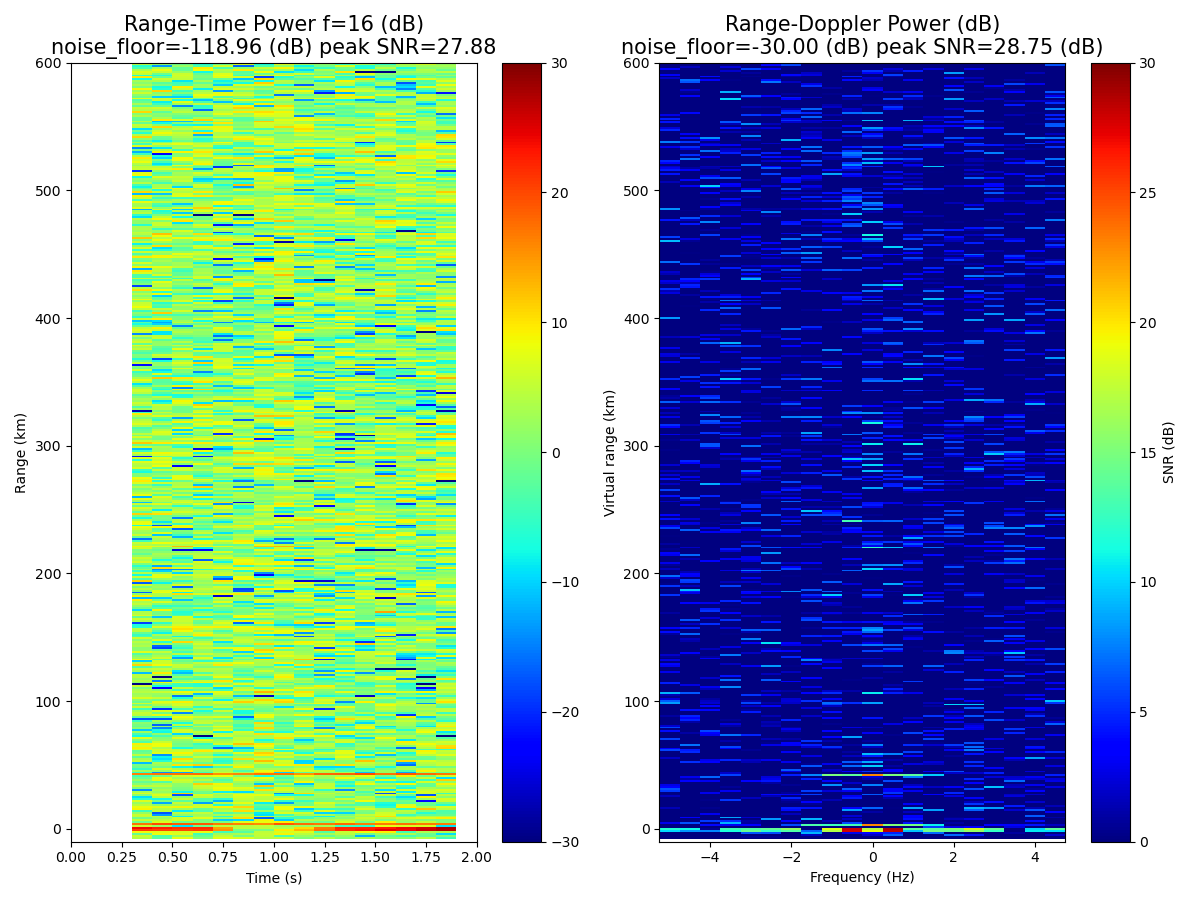 Range-Time Power f=16 (dB)
noise_floor=-118.96 (dB) peak SNR=27.88
Range (km)
600
500
400
300
200
100
0
0.00 0.25 0.50 0.75 1.00 1.25 1.50 1.75 2.00
Time (s)
30
20
10
0
−10
−20
−30
Range-Doppler Power (dB)
noise_floor=-30.00 (dB) peak SNR=28.75 (dB)
Virtual range (km)
600
500
400
300
200
100
0
−4 −2 0 2 4
Frequency (Hz)
30
25
20
15
10
5
0
SNR (dB)